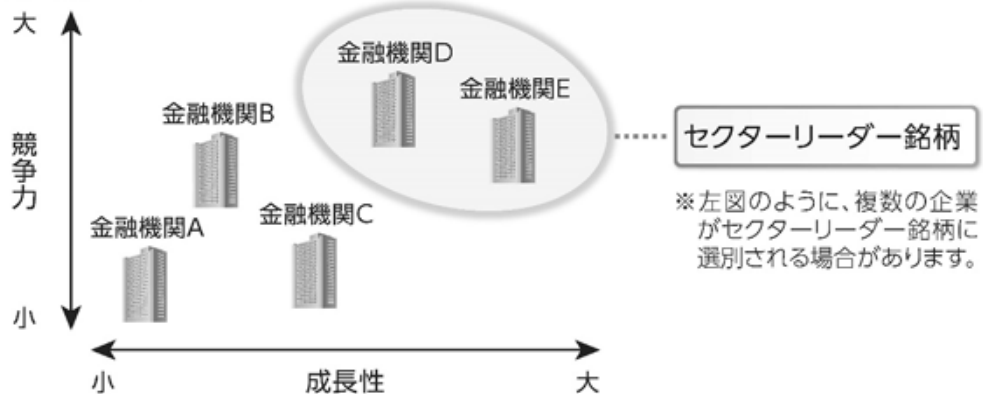 大
金融機関D
金融機関E
金融機関B
セクターリーダー銘柄
競争力
※左図のように、複数の企業
がセクターリーダー銘柄に
選別される場合があります。
金融機関C
金融機関A
小
小
成長性
大